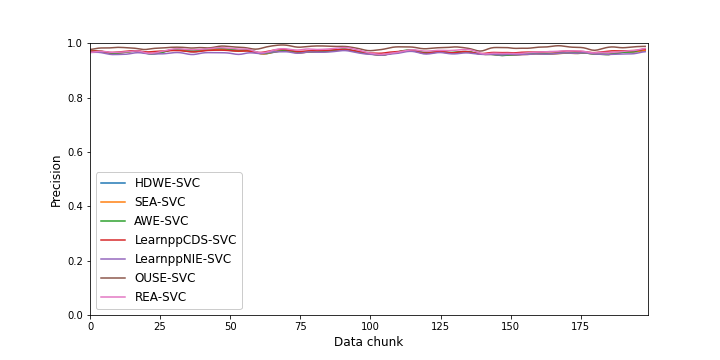 1.0
0.8
0.6
0.4
0.2
0.0
Precision
HDWE-SVC
SEA-SVC
AWE-SVC
LearnppCDS-SVC
LearnppNIE-SVC
OUSE-SVC
REA-SVC
0 25 50 75 100 125 150 175
Data chunk